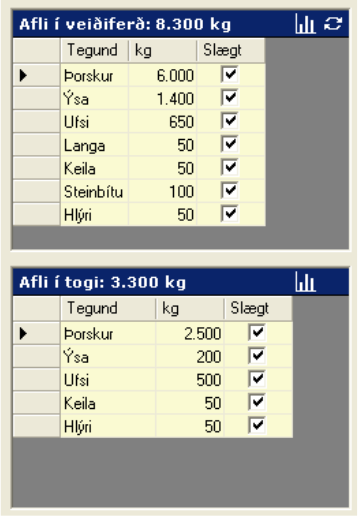 Afli í veiðiferð: 8.300 kg
Tegund kg Slægt
Þorskur 6.000
Ýsa 1.400
Ufsi 650
Langa 50
Keila 50
Steinbítu 100
Hlýri 50
Afli í togi: 3.300 kg
Tegund kg Slægt
Þorskur 2.500
Ýsa 200
Ufsi 500
Keila 50
Hlýri 50